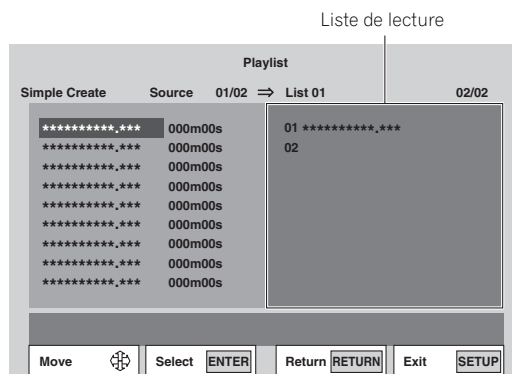 Liste de lecture
Playlist
Simple Create Source 01/02 ⇒ List 01 02/02
**********.*** 000m00s 01 **********.***
**********.*** 000m00s 02
**********.*** 000m00s
**********.*** 000m00s
**********.*** 000m00s
**********.*** 000m00s
**********.*** 000m00s
**********.*** 000m00s
**********.*** 000m00s
Move Select ENTER Return RETURN Exit SETUP